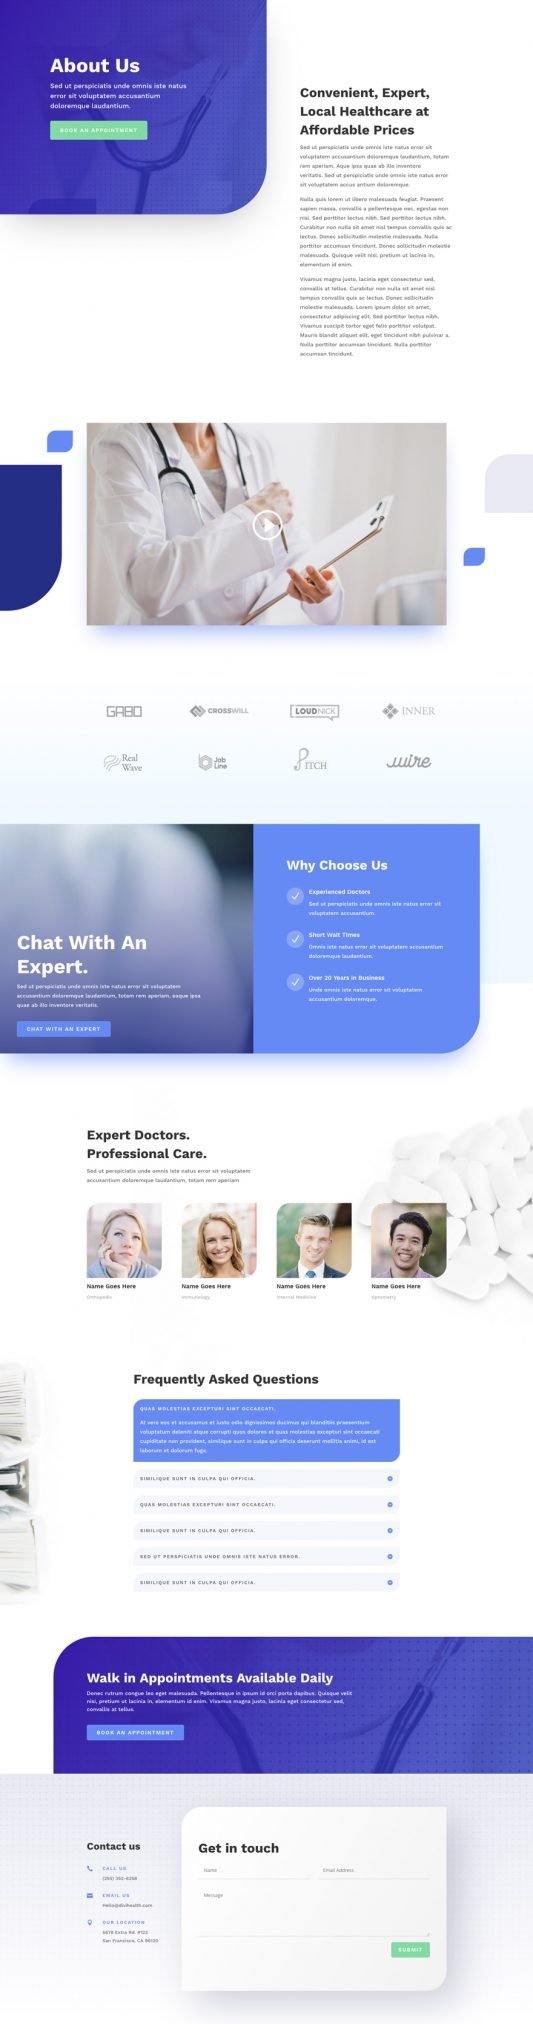 About Us
Sed ut perspiciatis unde omnis iste natus
error sit voluptatem accusantium
doloremque laudantium.
BOOK AN APPOINTMENT
Convenient, Expert,
Local Healthcare at
Affordable Prices
Sed ut perspiciatis unde omnis iste natus error sit
voluptatem accusantium doloremque laudantium, totam
rem aperiam. Aque ipsa quae ab illo inventore
veritatis. Sed ut perspiciatis unde omnis iste natus error
sit voluptatem accus antium doloremque.
Nulla quis lorem ut libero malesuada feugiat. Praesent
sapien massa, convallis a pellentesque nec, egestas non
nisi. Sed porttitor lectus nibh. Sed porttitor lectus nibh.
Curabitur non nulla sit amet nisl tempus convallis quis ac
lectus. Donec sollicitudin molestie malesuada. Nulla
porttitor accumsan tincidunt. Donec sollicitudin molestie
malesuada. Quisque velit nisi, pretium ut lacinia in,
elementum id enim.
Vivamus magna justo, lacinia eget consectetur sed,
convallis at tellus. Curabitur non nulla sit amet nisl
tempus convallis quis ac lectus. Donec sollicitudin
molestie malesuada. Lorem ipsum dolor sit amet,
consectetur adipiscing elit. Sed porttitor lectus nibh.
Vivamus suscipit tortor eget felis porttitor volutpat.
Mauris blandit aliquet elit, eget tincidunt nibh pulvinar a.
Nulla porttitor accumsan tincidunt. Nulla porttitor
accumsan tincidunt.
GABO
CROSSWILL
LOUDNICK
INNER
Real
Wave
Job
Line
PITCH
wire
Chat With An
Expert.
Sed ut perspiciatis unde omnis iste natus error sit voluptatem
accusantium doloremque laudantium, totam rem aperiam, eaque ipsa
quae ab illo inventore veritatis.
CHAT WITH AN EXPERT
Why Choose Us
Experienced Doctors
Sed ut perspiciatis unde omnis iste natus error sit
voluptatem accusantium.
Short Wait Times
Omnis iste natus error sit voluptatem accusantium
doloremque laudantium.
Over 20 Years in Business
Unde omnis iste natus error sit voluptatem
accusantium doloremque.
Expert Doctors.
Professional Care.
Sed ut perspiciatis unde omnis iste natus error sit voluptatem
accusantium doloremque laudantium, totam rem aperiam
Name Goes Here
Orthopedic
Name Goes Here
Immunology
Name Goes Here
Internal Medicine
Name Goes Here
Optometry
Frequently Asked Questions
QUAS MOLESTIAS EXCEPTURI SINT OCCAECATI.
At vero eos et accusamus et iusto odio dignissimos ducimus qui blanditiis praesentium
voluptatum deleniti atque corrupti quos dolores et quas molestias excepturi sint occaecati
cupiditate non provident, similique sunt in culpa qui officia deserunt mollitia animi, id est
laborum et dolorum fuga.
SIMILIQUE SUNT IN CULPA QUI OFFICIA.
QUAS MOLESTIAS EXCEPTURI SINT OCCAECATI.
SIMILIQUE SUNT IN CULPA QUI OFFICIA.
SED UT PERSPICIATIS UNDE OMNIS ISTE NATUS ERROR.
SIMILIQUE SUNT IN CULPA QUI OFFICIA.
Walk in Appointments Available Daily
Donec rutrum congue leo eget malesuada. Pellentesque in ipsum id orci porta dapibus. Quisque velit
nisi, pretium ut lacinia in, elementum id enim. Vivamus magna justo, lacinia eget consectetur sed,
convallis at tellus.
BOOK AN APPOINTMENT
Contact us
CALL US
(255) 352-6258
EMAIL US
Hello@divihealth.com
OUR LOCATION
5678 Extra Rd. #123
San Francisco, CA 96120
Get in touch
Name
Email Address
Message
SUBMIT